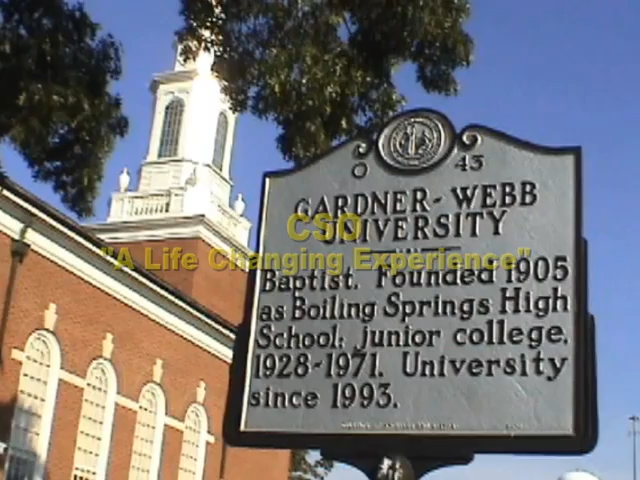 O 43
GARDNER-WEBB
UNIVERSITY
CSO
"A Life Changing Experience"
Baptist. Founded 1905
as Boiling Springs High
School; junior college,
1928-1971. University
since 1993.